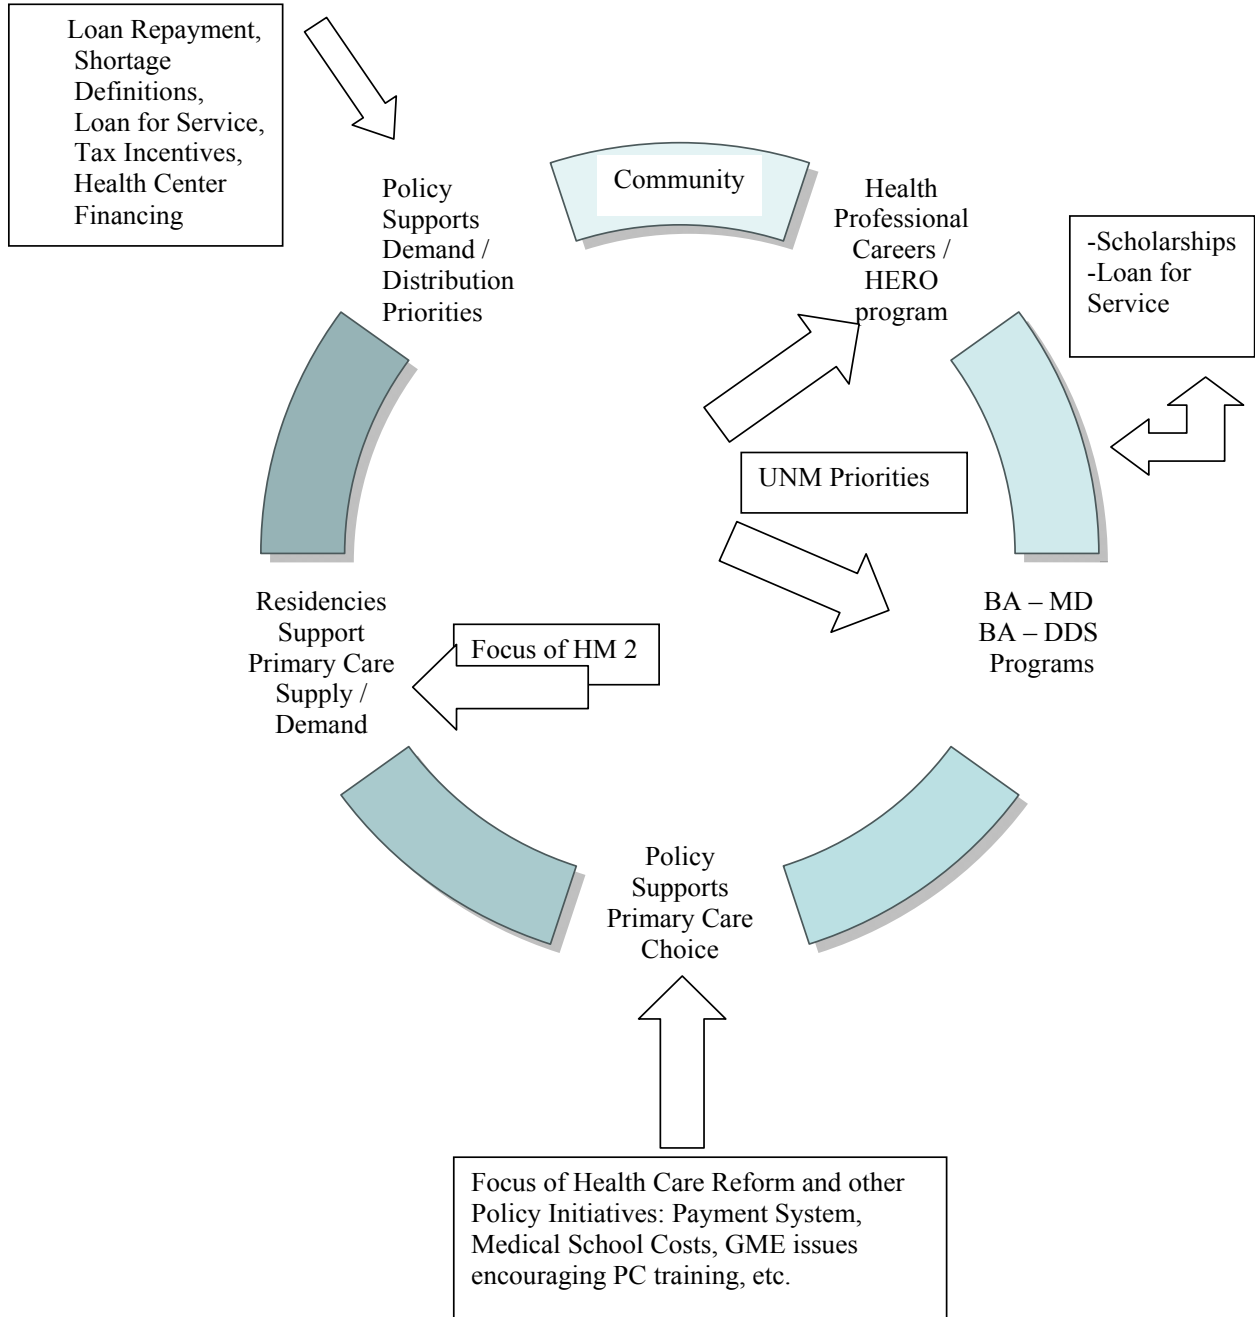 Loan Repayment,
Shortage
Definitions,
Loan for Service,
Tax Incentives,
Health Center
Financing
Policy
Supports
Demand /
Distribution
Priorities
Community
Health
Professional
Careers /
HERO
program
-Scholarships
-Loan for
Service
UNM Priorities
BA – MD
BA – DDS
Programs
Residencies
Support
Primary Care
Supply /
Demand
Focus of HM 2
Policy
Supports
Primary Care
Choice
Focus of Health Care Reform and other
Policy Initiatives: Payment System,
Medical School Costs, GME issues
encouraging PC training, etc.